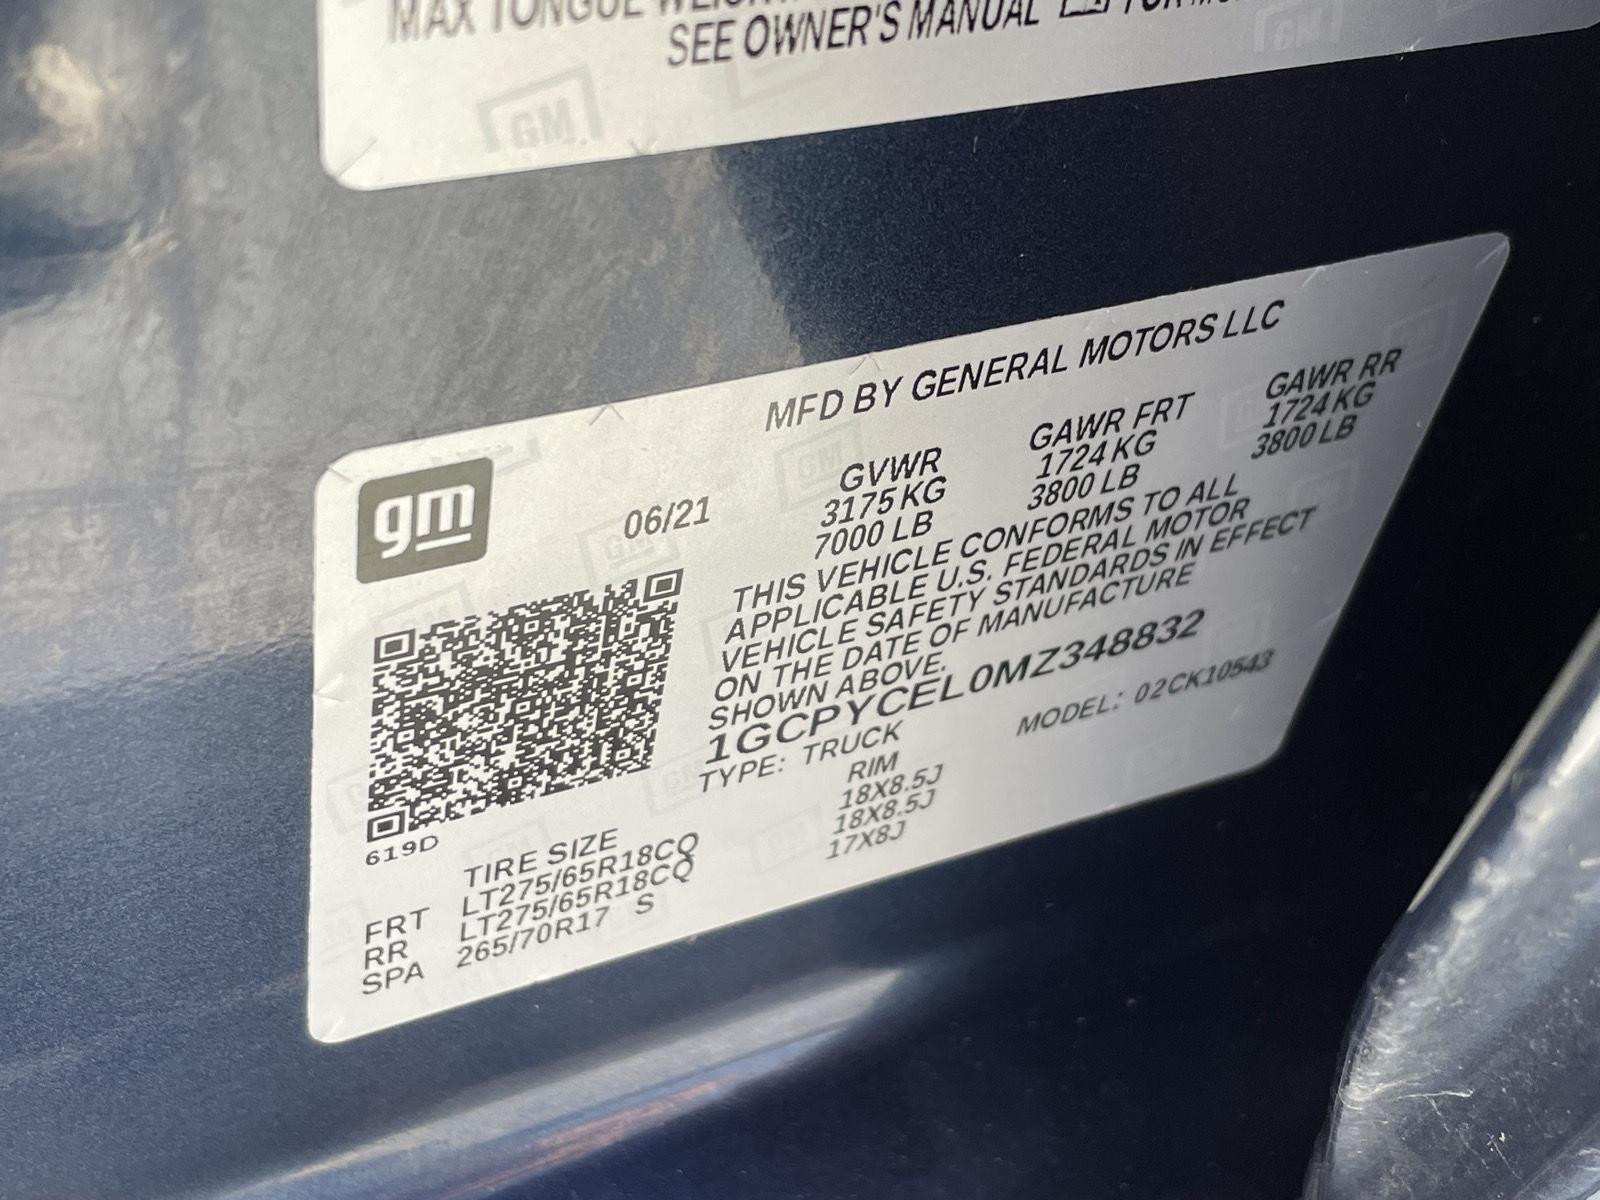 MAX TONGUE
SEE OWNER'S MANUAL FOR
GM
GM
gm
06/21
MFD BY GENERAL MOTORS LLC
GVWR GAWR FRT GAWR RR
3175 KG 1724 KG 1724 KG
7000 LB 3800 LB 3800 LB
THIS VEHICLE CONFORMS TO ALL
APPLICABLE U.S. FEDERAL MOTOR
VEHICLE SAFETY STANDARDS IN EFFECT
ON THE DATE OF MANUFACTURE
SHOWN ABOVE.
1GCPYCEL0MZ348832
TYPE: TRUCK MODEL: 02CK10543
619D
TIRE SIZE RIM
FRT LT275/65R18CQ 18X8.5J
RR LT275/65R18CQ 18X8.5J
SPA 265/70R17 S 17X8J